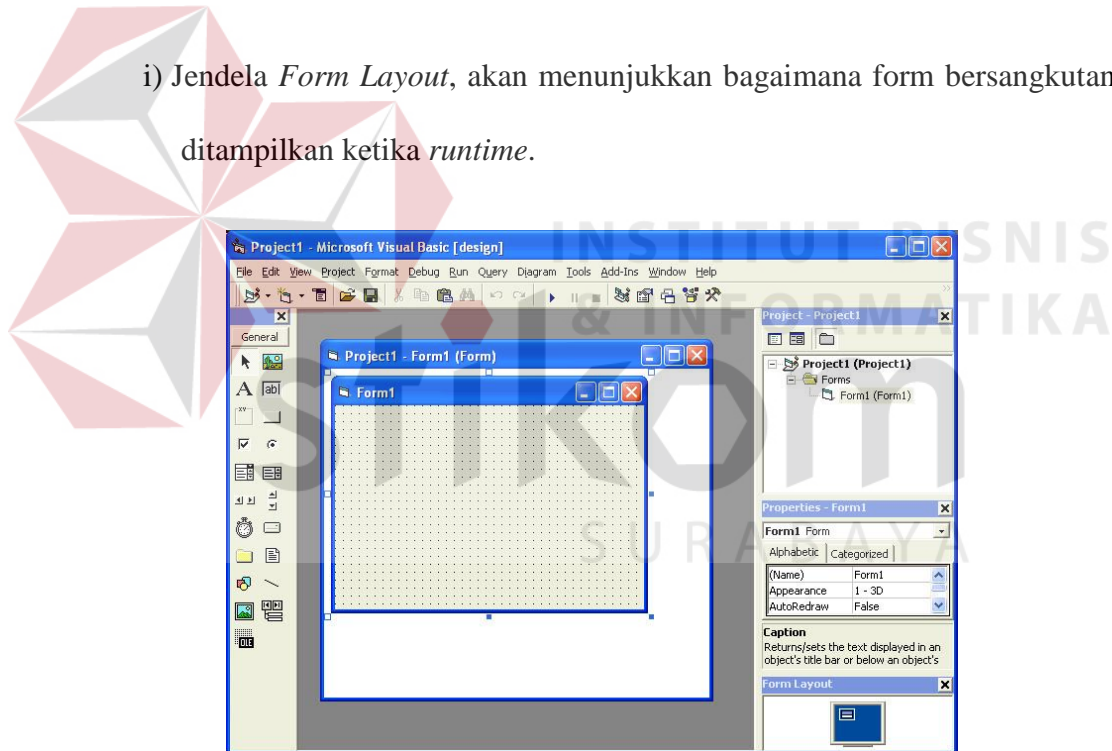 i) Jendela Form Layout, akan menunjukkan bagaimana form bersangkutan
ditampilkan ketika runtime.
INSTITUT BISNIS
& INFORMATIKA
stikom
SURABAYA
Project1 - Microsoft Visual Basic [design]
File Edit View Project Format Debug Run Query Diagram Tools Add-Ins Window Help
General
A ab|
XY
OLE
Project1 - Form1 (Form)
Form1
Project - Project1
Project1 (Project1)
Forms
Form1 (Form1)
Properties - Form1
Form1 Form
Alphabetic Categorized
(Name) Form1
Appearance 1 - 3D
AutoRedraw False
Caption
Returns/sets the text displayed in an
object's title bar or below an object's
Form Layout